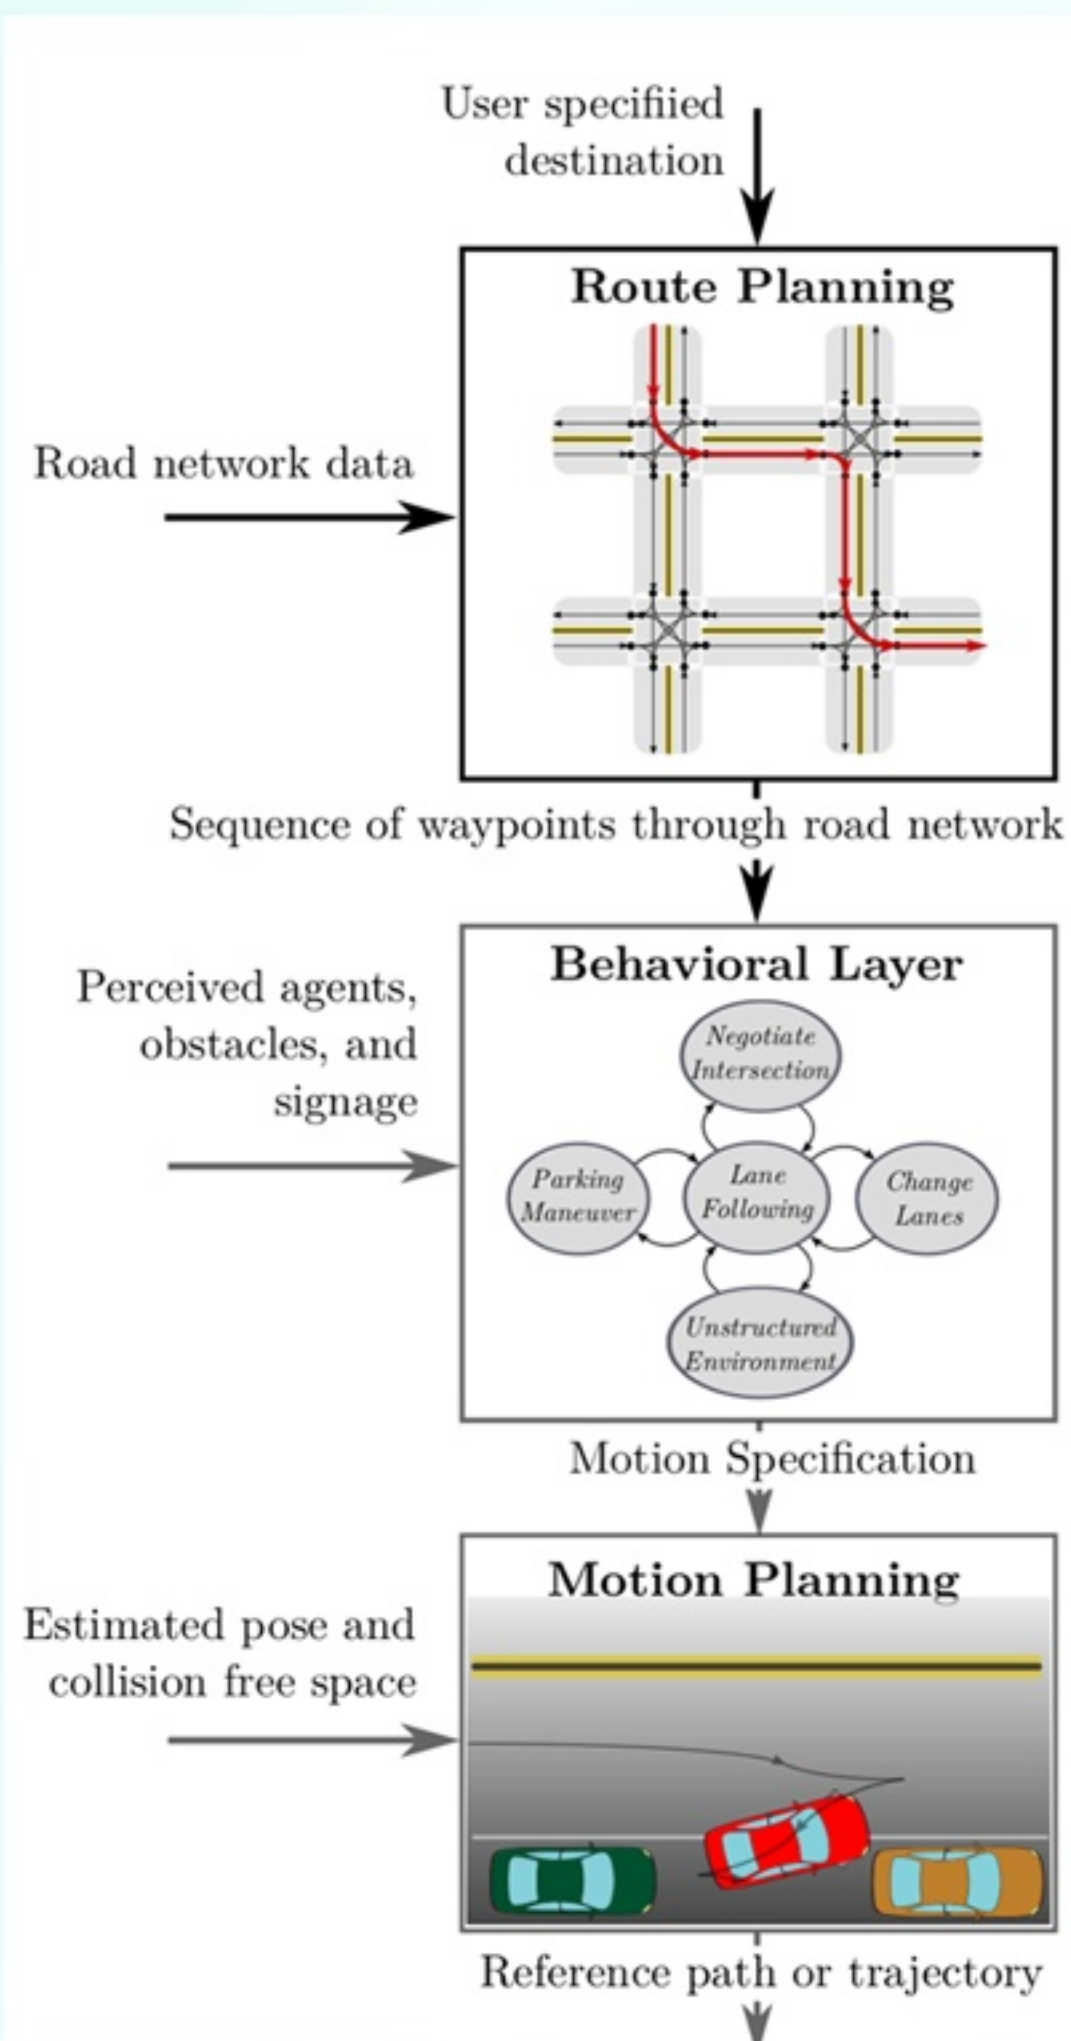 User specifiied
destination
Route Planning
Road network data
Sequence of waypoints through road network
Behavioral Layer
Perceived agents,
obstacles, and
signage
Negotiate
Intersection
Parking
Maneuver
Lane
Following
Change
Lanes
Unstructured
Environment
Motion Specification
Motion Planning
Estimated pose and
collision free space
Reference path or trajectory